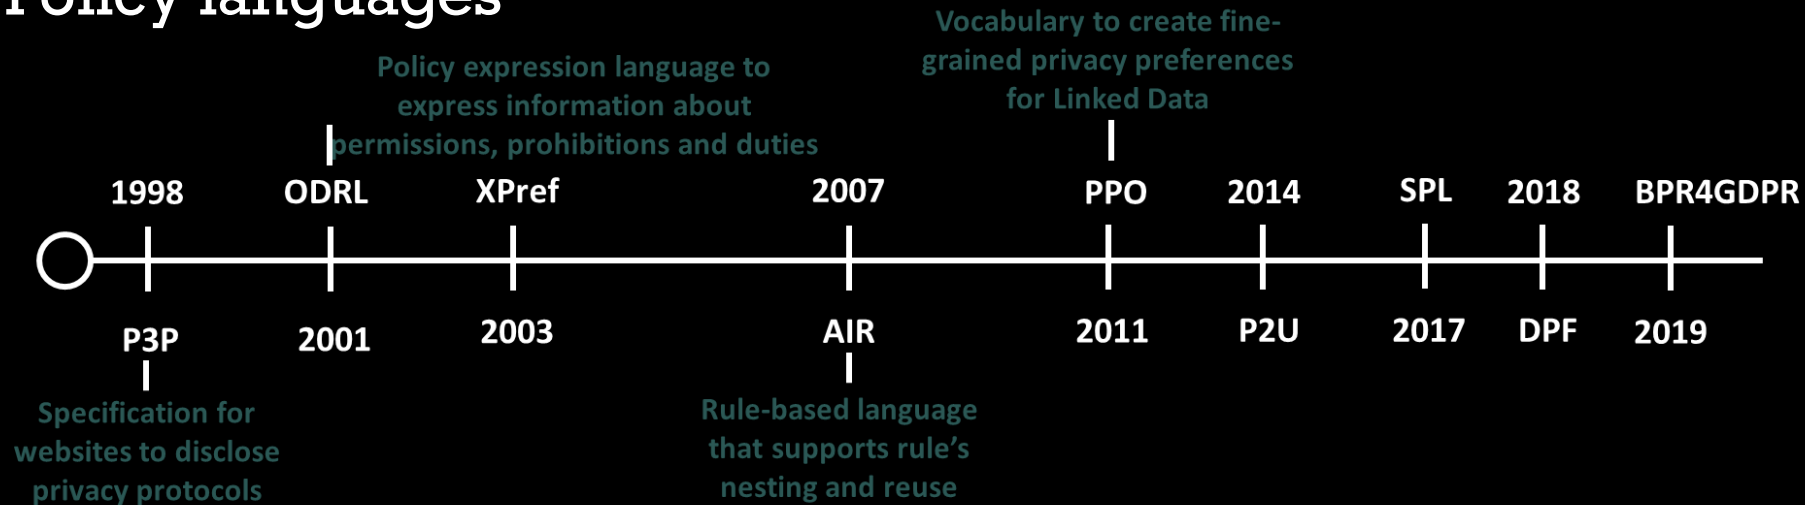 Policy languages
Vocabulary to create fine-
grained privacy preferences
for Linked Data
Policy expression language to
express information about
permissions, prohibitions and duties
1998
ODRL
XPref
2007
PPO
2014
SPL
2018
BPR4GDPR
P3P
2001
2003
AIR
2011
P2U
2017
DPF
2019
Specification for
websites to disclose
privacy protocols
Rule-based language
that supports rule’s
nesting and reuse